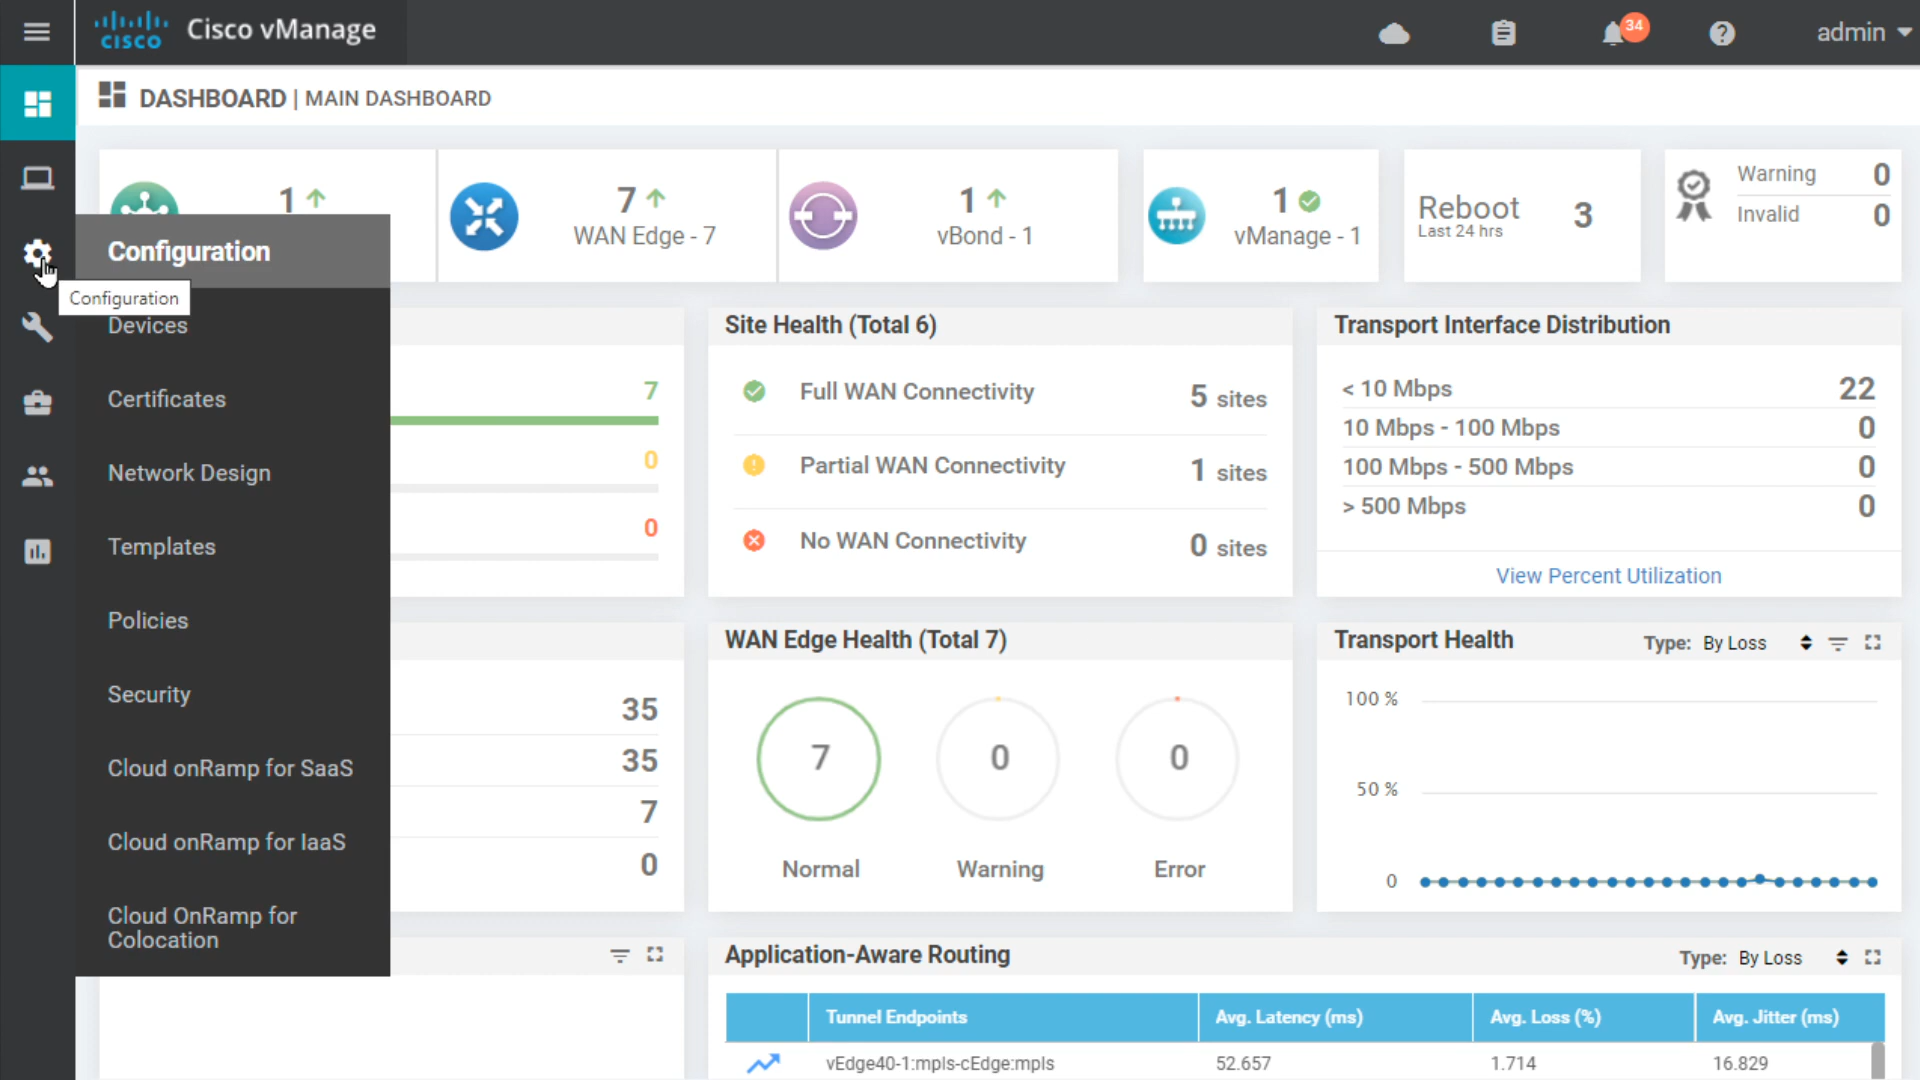 cisco Cisco vManage
34
admin
DASHBOARD | MAIN DASHBOARD
1
7
WAN Edge - 7
1
vBond - 1
1
vManage - 1
Reboot
Last 24 hrs
3
Warning 0
Invalid 0
Configuration
Configuration
Devices
Certificates
Network Design
Templates
Policies
Security
Cloud onRamp for SaaS
Cloud onRamp for IaaS
Cloud OnRamp for
Colocation
7
0
0
Site Health (Total 6)
Full WAN Connectivity 5 sites
Partial WAN Connectivity 1 sites
No WAN Connectivity 0 sites
Transport Interface Distribution
< 10 Mbps 22
10 Mbps - 100 Mbps 0
100 Mbps - 500 Mbps 0
> 500 Mbps 0
View Percent Utilization
35
35
7
0
WAN Edge Health (Total 7)
7 0 0
Normal Warning Error
Transport Health Type: By Loss
100 %
50 %
0
Application-Aware Routing Type: By Loss
Tunnel Endpoints Avg. Latency (ms) Avg. Loss (%) Avg. Jitter (ms)
vEdge40-1:mpls-cEdge:mpls 52.657 1.714 16.829